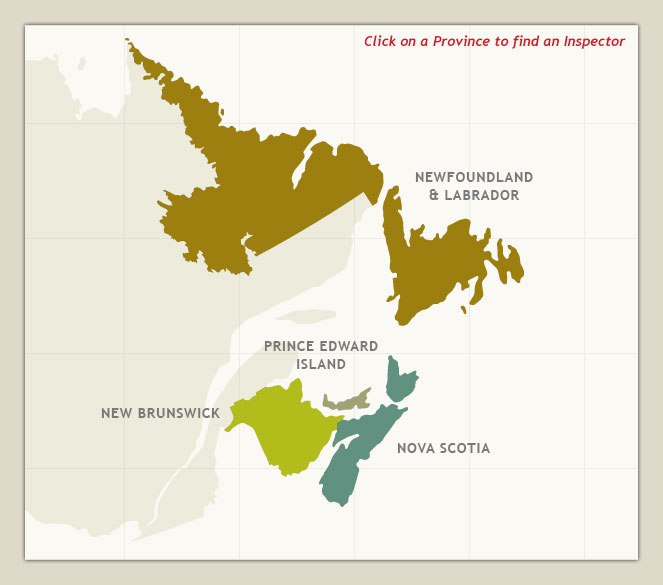 Click on a Province to find an Inspector
NEWFOUNDLAND
& LABRADOR
PRINCE EDWARD
ISLAND
NEW BRUNSWICK
NOVA SCOTIA